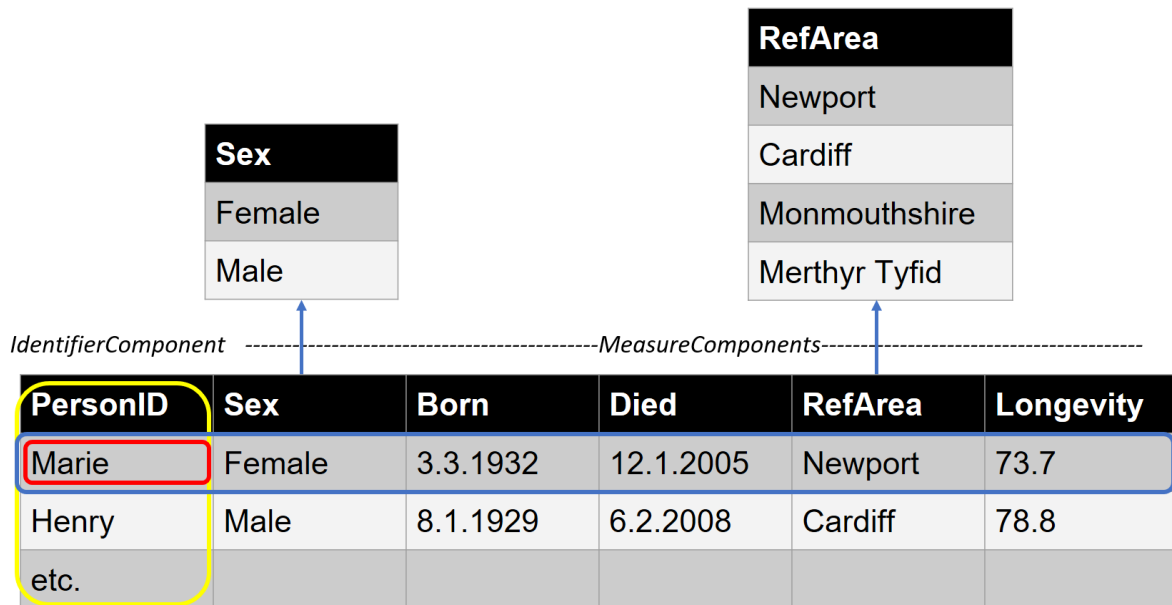 RefArea
Newport
Cardiff
Monmouthshire
Merthyr Tyfid
Sex
Female
Male
IdentifierComponent ---MeasureComponents---
PersonID Sex Born Died RefArea Longevity
Marie Female 3.3.1932 12.1.2005 Newport 73.7
Henry Male 8.1.1929 6.2.2008 Cardiff 78.8
etc.